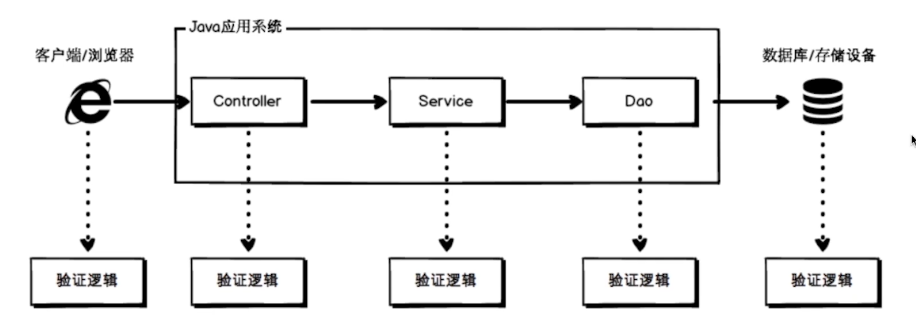 Java应用系统
客户端/浏览器
数据库/存储设备
Controller
Service
Dao
验证逻辑
验证逻辑
验证逻辑
验证逻辑
验证逻辑